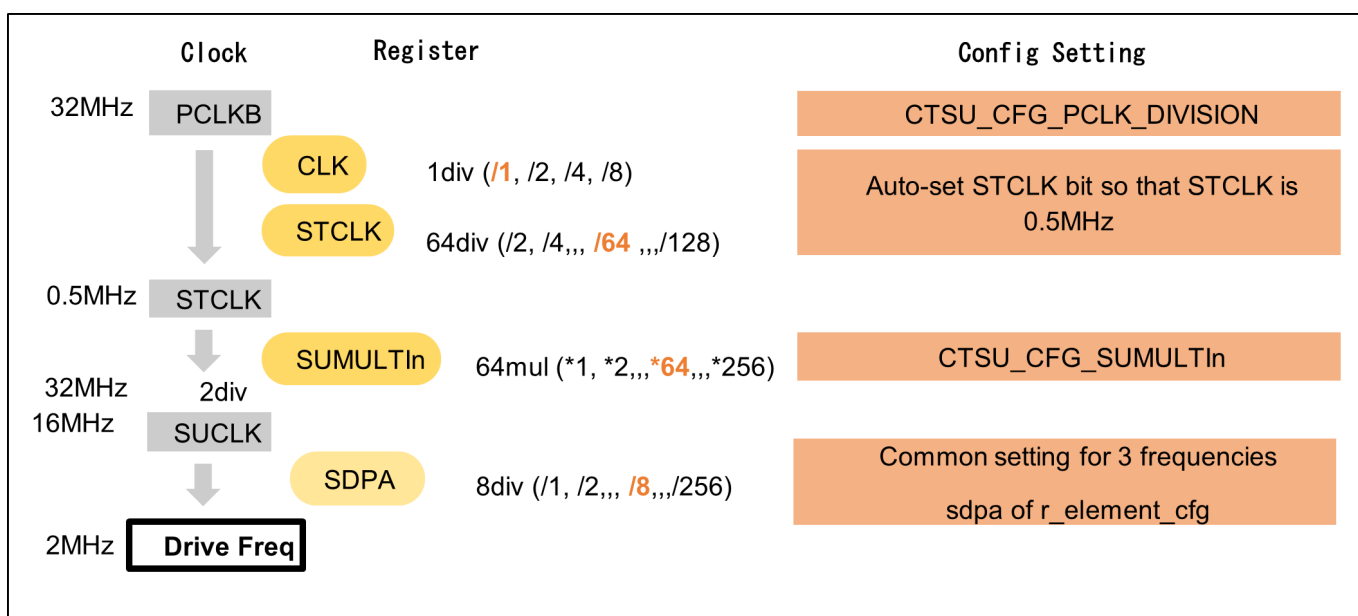 Clock Register Config Setting
32MHz PCLKB CTSU_CFG_PCLK_DIVISION
CLK 1div (/1, /2, /4, /8)
Auto-set STCLK bit so that STCLK is
0.5MHz
STCLK 64div (/2, /4,,, /64 ,,,/128)
0.5MHz STCLK
SUMULTIn 64mul (*1, *2,,,*64,,,*256) CTSU_CFG_SUMULTIn
32MHz 2div
16MHz SUCLK
SDPA 8div (/1, /2,,, /8,,,/256)
Common setting for 3 frequencies
sdpa of r_element_cfg
2MHz Drive Freq